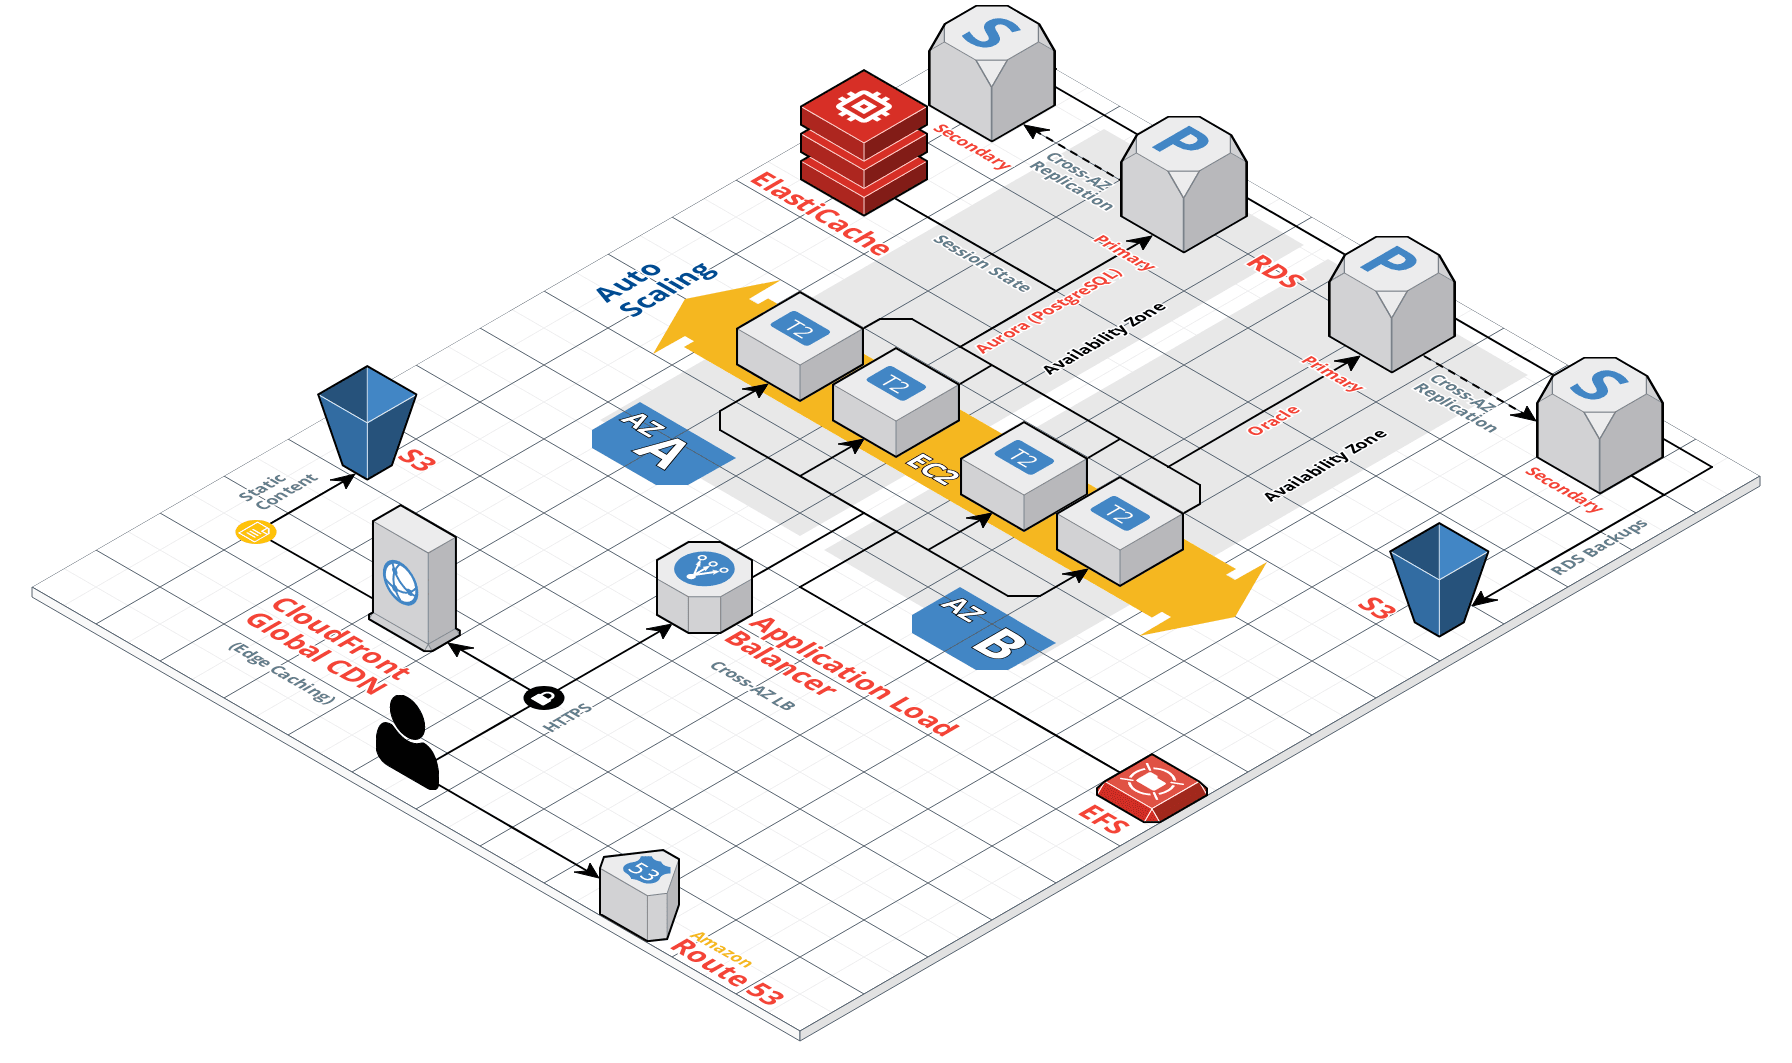 S
P
Secondary
Cross-AZ
Replication
ElastiCache
Session State
Primary
RDS
P
Aurora (PostgreSQL)
Availability Zone
Auto
Scaling
T2
T2
T2
T2
EC2
AZ
A
AZ
B
Primary
Oracle
Cross-AZ
Replication
S
Secondary
Availability Zone
RDS Backups
S3
S3
Static
Content
CloudFront
Global CDN
(Edge Caching)
HTTPS
Application Load
Balancer
Cross-AZ LB
EFS
53
Amazon
Route 53